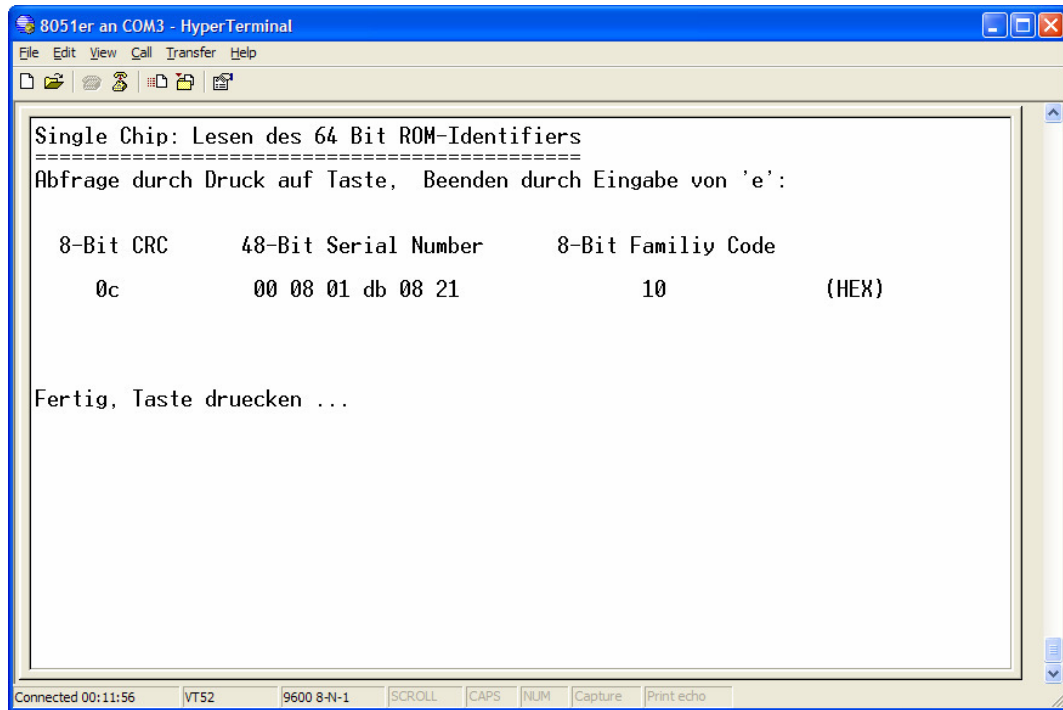 8051er an COM3 - HyperTerminal
File Edit View Call Transfer Help
Single Chip: Lesen des 64 Bit ROM-Identifiers
=============================================
Abfrage durch Druck auf Taste,  Beenden durch Eingabe von 'e':
8-Bit CRC 48-Bit Serial Number 8-Bit Familiy Code
0c 00 08 01 db 08 21 10 (HEX)
Fertig, Taste druecken ...
Connected 00:11:56 VT52 9600 8-N-1 SCROLL CAPS NUM Capture Print echo